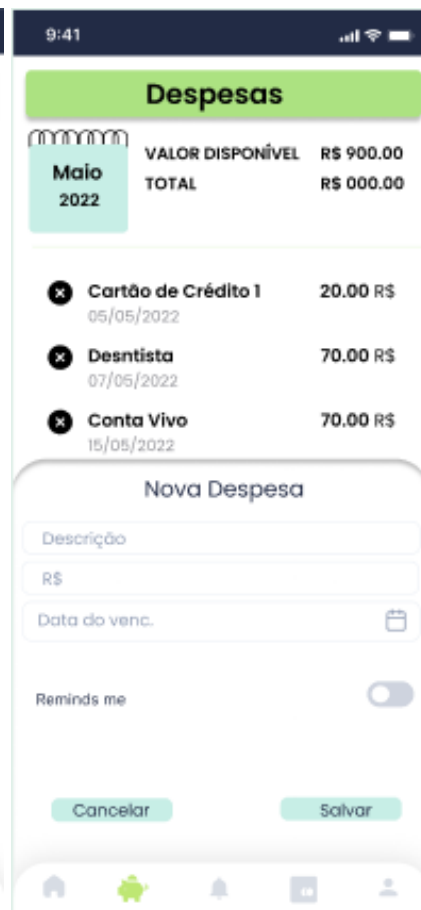 9:41
Despesas
Maio
2022
VALOR DISPONÍVEL R$ 900.00
TOTAL R$ 000.00
Cartão de Crédito 1 20.00 R$
05/05/2022
Desntista 70.00 R$
07/05/2022
Conta Vivo 70.00 R$
15/05/2022
Nova Despesa
Descrição
R$
Data do venc.
Reminds me
Cancelar Salvar